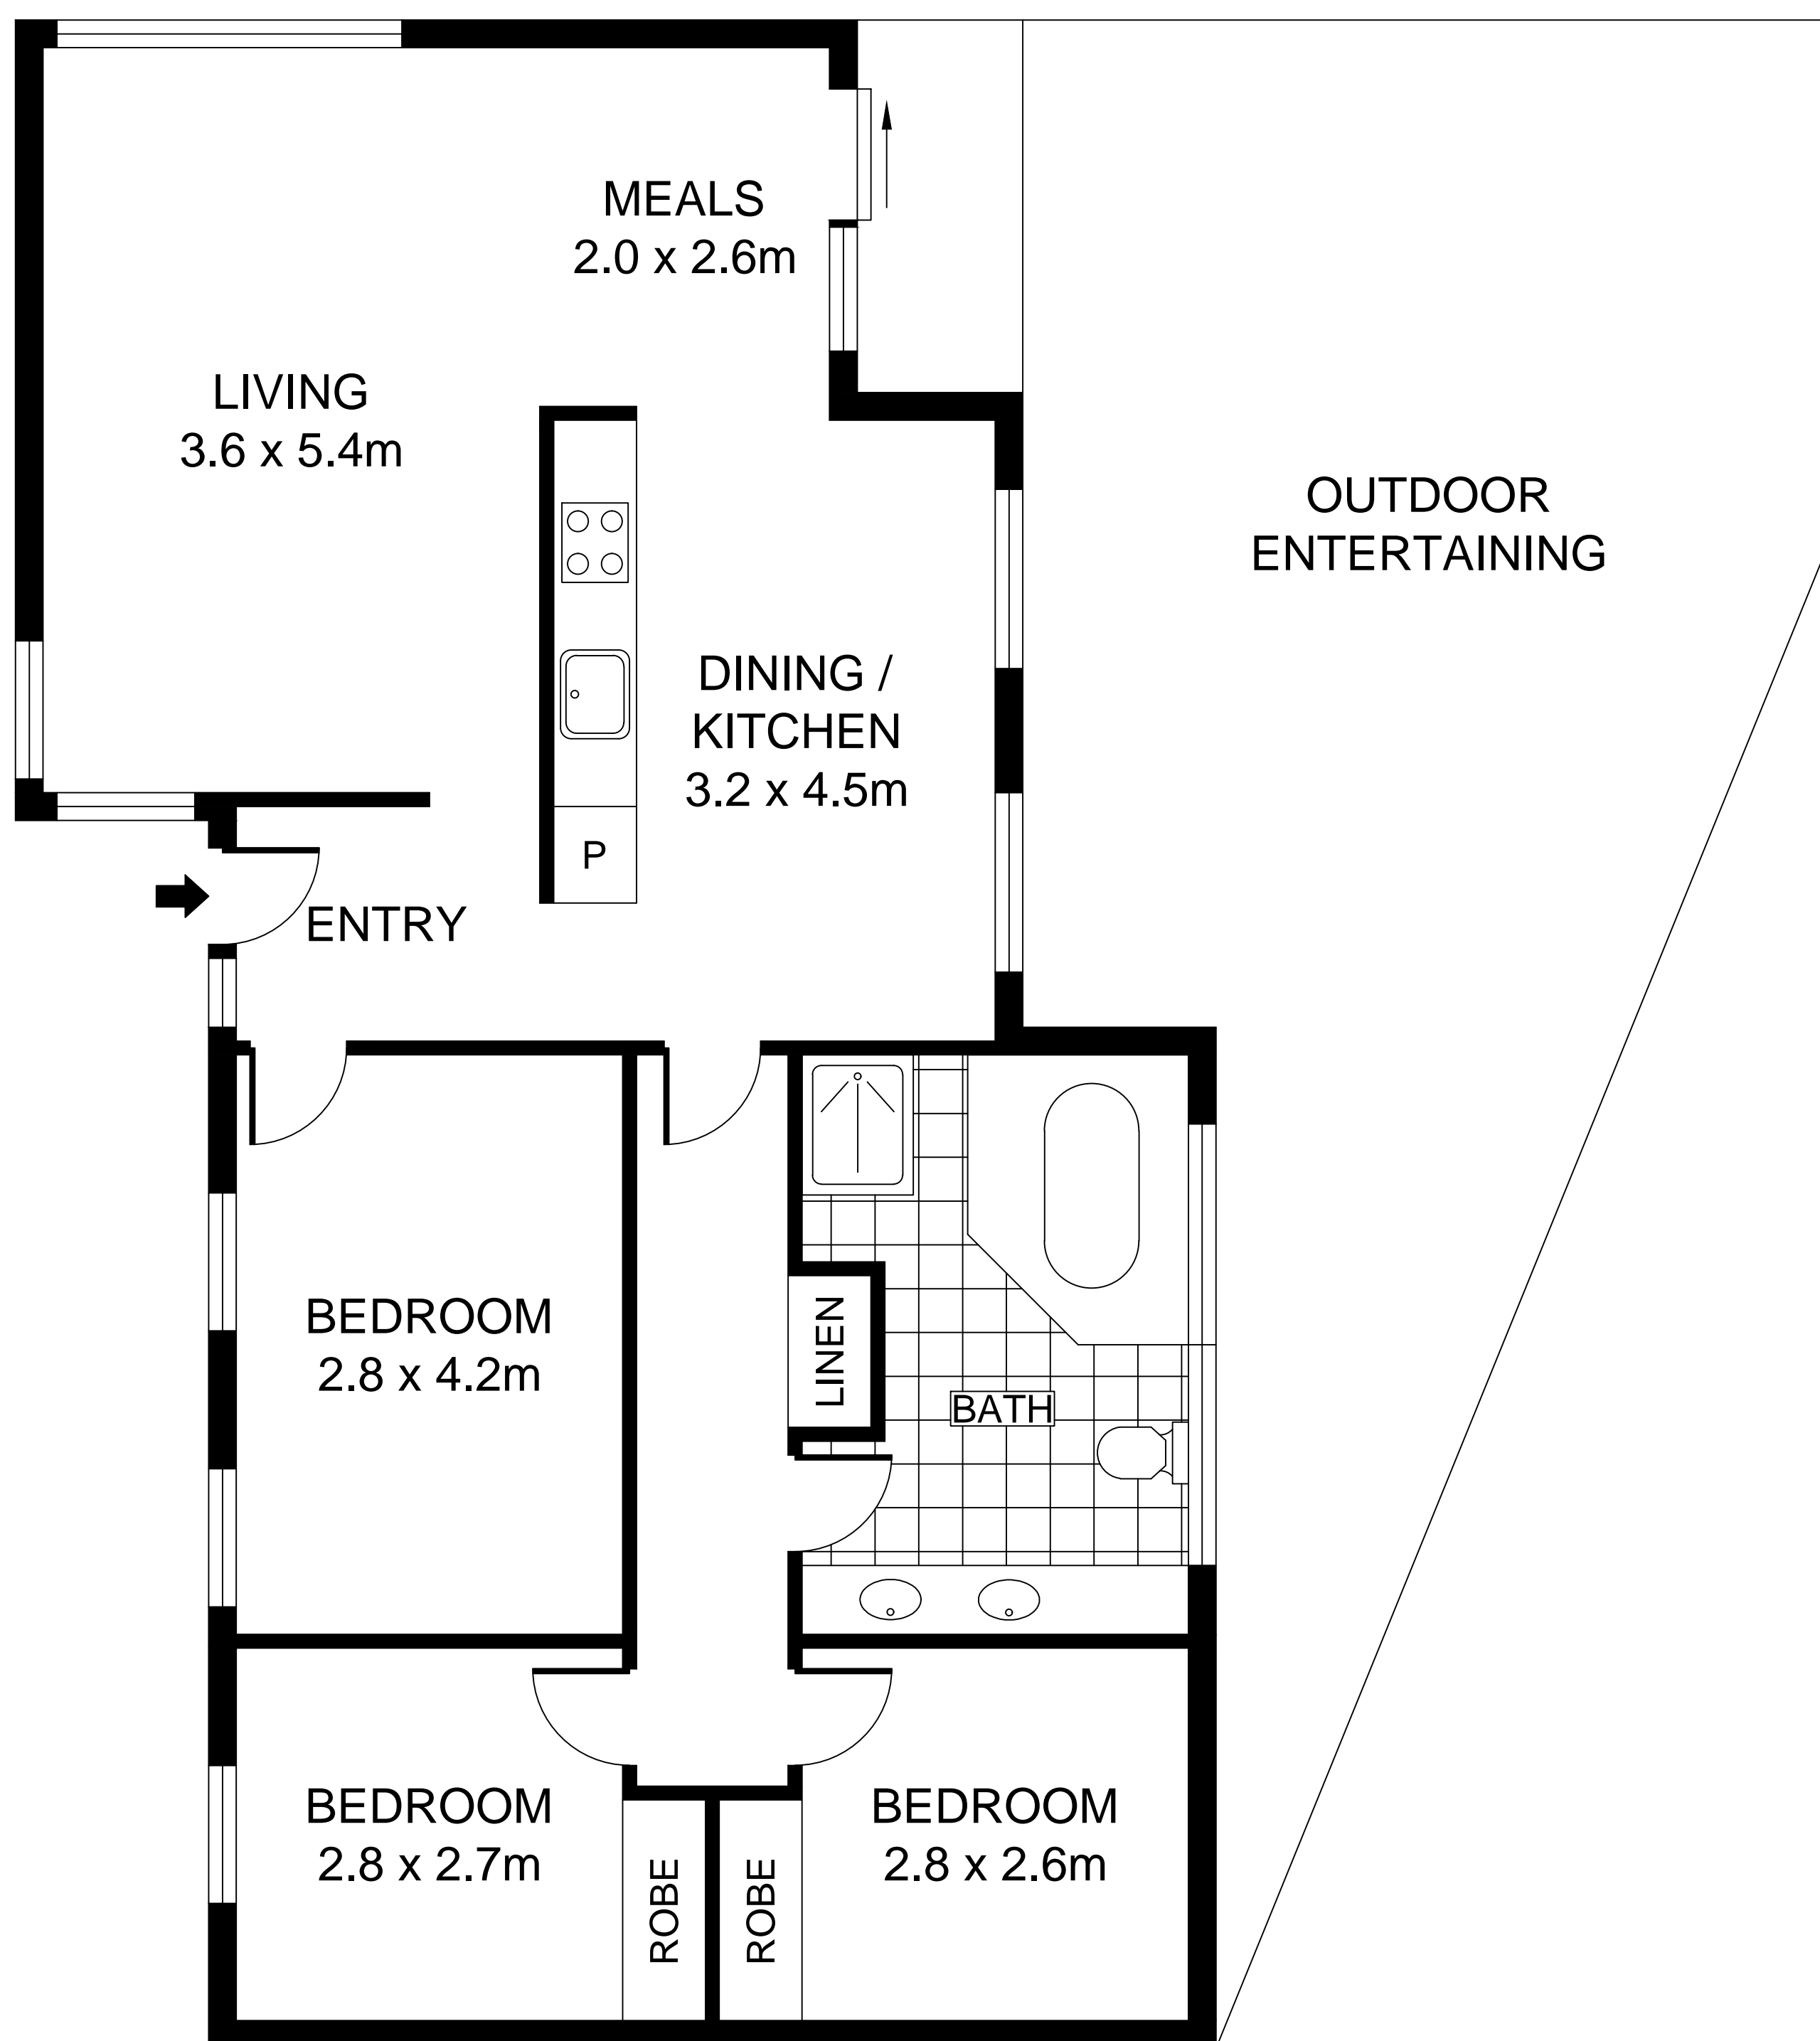 MEALS
2.0 x 2.6m
LIVING
3.6 x 5.4m
OUTDOOR
ENTERTAINING
DINING /
KITCHEN
3.2 x 4.5m
P
ENTRY
BEDROOM
2.8 x 4.2m
LINEN
BATH
BEDROOM
2.8 x 2.7m
ROBE
ROBE
BEDROOM
2.8 x 2.6m